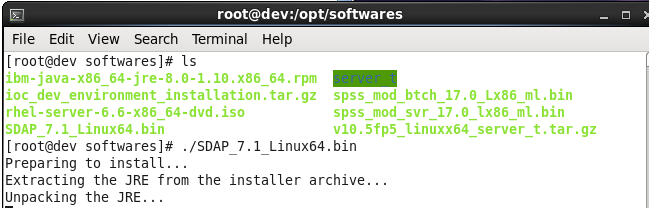 root@dev:/opt/softwares
File Edit View Search Terminal Help
[root@dev softwares]# ls
ibm-java-x86_64-jre-8.0-1.10.x86_64.rpm server_t
ioc_dev_environment_installation.tar.gz spss_mod_btch_17.0_Lx86_ml.bin
rhel-server-6.6-x86_64-dvd.iso spss_mod_svr_17.0_lx86_ml.bin
SDAP_7.1_Linux64.bin v10.5fp5_linuxx64_server_t.tar.gz
[root@dev softwares]# ./SDAP_7.1_Linux64.bin
Preparing to install...
Extracting the JRE from the installer archive...
Unpacking the JRE...